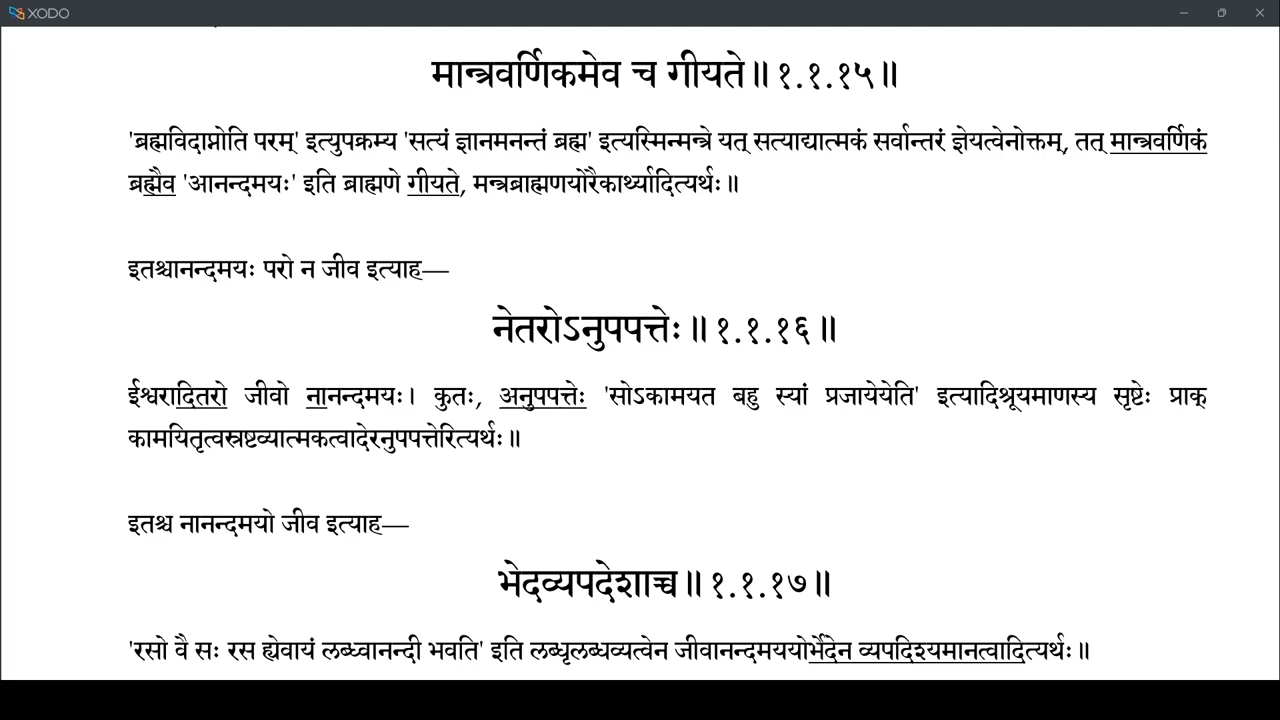 XODO
मान्त्रवर्णिकमेव च गीयते॥१.१.१५॥
'ब्रह्मविदाप्नोति परम्' इत्युपक्रम्य 'सत्यं ज्ञानमनन्तं ब्रह्म' इत्यस्मिन्मन्त्रे यत् सत्याद्यात्मकं सर्वान्तरं ज्ञेयत्वेनोक्तम्, तत् मान्त्रवर्णिकं
ब्रह्मैव 'आनन्दमयः' इति ब्राह्मणे गीयते, मन्त्रब्राह्मणयोरैकार्थ्यादित्यर्थः॥
इतश्चानन्दमयः परो न जीव इत्याह—
नेतरोऽनुपपत्तेः॥१.१.१६॥
ईश्वरादितरो जीवो नानन्दमयः। कुतः, अनुपपत्तेः 'सोऽकामयत बहु स्यां प्रजायेयेति' इत्यादिश्रूयमाणस्य सृष्टेः प्राक्
कामयितृत्वस्रष्टव्यात्मकत्वादेरनुपपत्तेरित्यर्थः॥
इतश्च नानन्दमयो जीव इत्याह—
भेदव्यपदेशाच्च॥१.१.१७॥
'रसो वै सः रस ह्येवायं लब्ध्वानन्दी भवति' इति लब्धृलब्धव्यत्वेन जीवानन्दमययोर्भेदेन व्यपदिश्यमानत्वादित्यर्थः॥